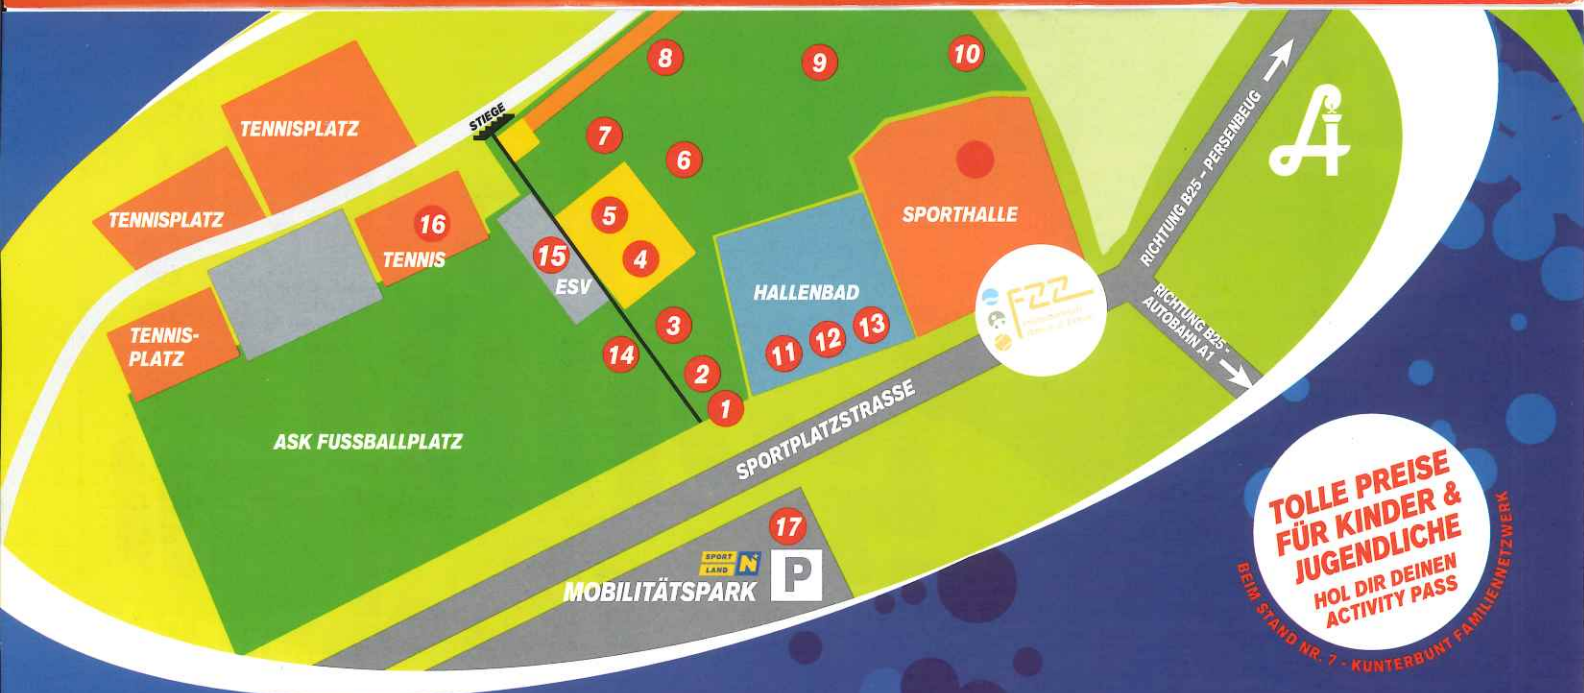 8
9
10
STIEGE
TENNISPLATZ
7
6
TENNISPLATZ
16
TENNIS
5
4
15
ESV
SPORTHALLE
HALLENBAD
11
12
13
TENNIS-
PLATZ
3
14
2
1
ASK FUSSBALLPLATZ
SPORTPLATZSTRASSE
RICHTUNG B25 – PERSENBEUG
RICHTUNG B25 -
AUTOBAHN A1
FZZ
17
SPORT
LAND
N
P
MOBILITÄTSPARK
TOLLE PREISE
FÜR KINDER &
JUGENDLICHE
HOL DIR DEINEN
ACTIVITY PASS
BEIM STAND NR. 7 - KUNTERBUNT FAMILIENNETZWERK